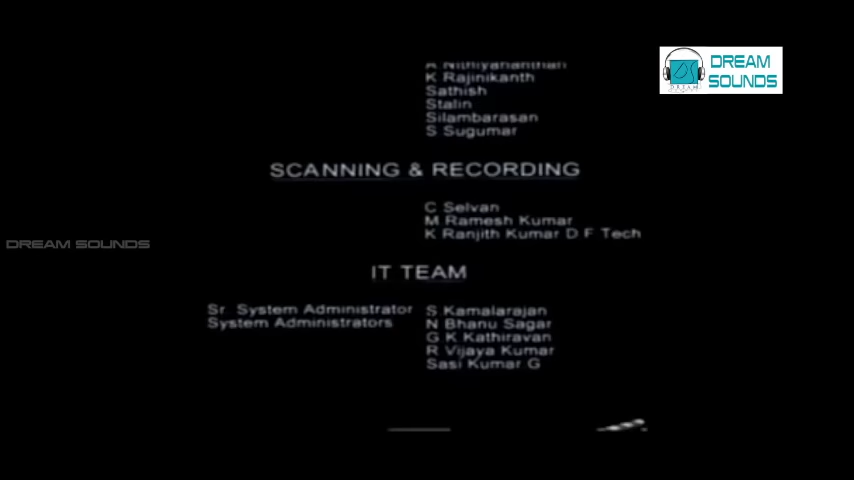 A Nithiyananthan
K Rajinikanth
Sathish
Stalin
Silambarasan
S Sugumar
SCANNING & RECORDING
C Selvan
M Ramesh Kumar
K Ranjith Kumar D F Tech
IT TEAM
Sr. System Administrator S Kamalarajan
System Administrators N Bhanu Sagar
G K Kathiravan
R Vijaya Kumar
Sasi Kumar G
DREAM SOUNDS
DREAM
SOUNDS